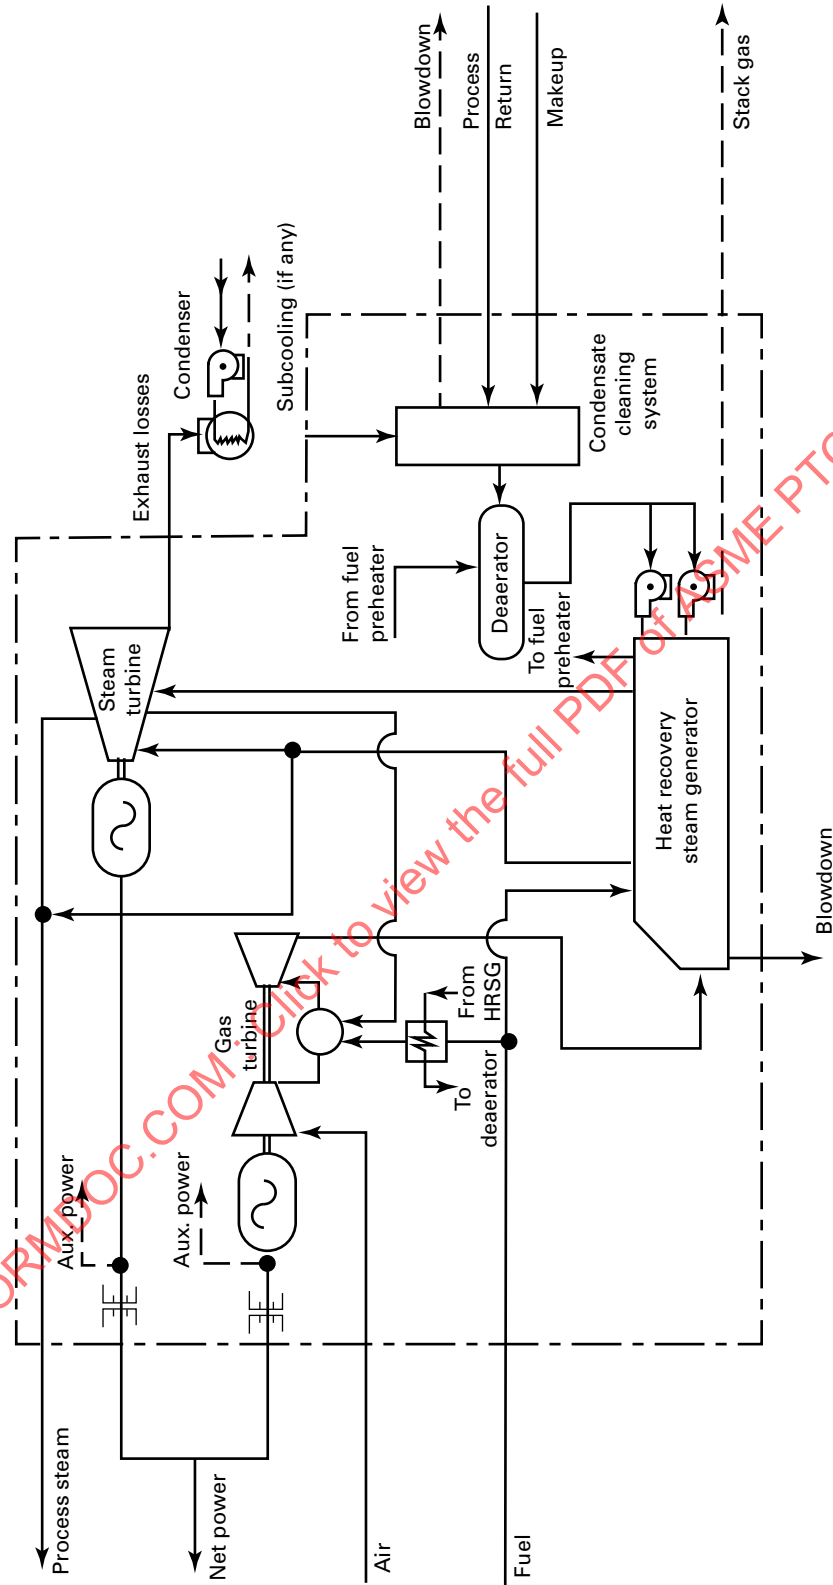 Process steam
Net power
Air
Fuel
Aux. power
Aux. power
Gas
turbine
To
deaerator
From
HRSG
Steam
turbine
Exhaust losses
Condenser
Subcooling (if any)
From fuel
preheater
Deaerator
To fuel
preheater
Condensate
cleaning
system
Heat recovery
steam generator
Blowdown
Blowdown
Process
Return
Makeup
Stack gas
ORMDOC.COM : Click to view the full PDF of ASME PTC